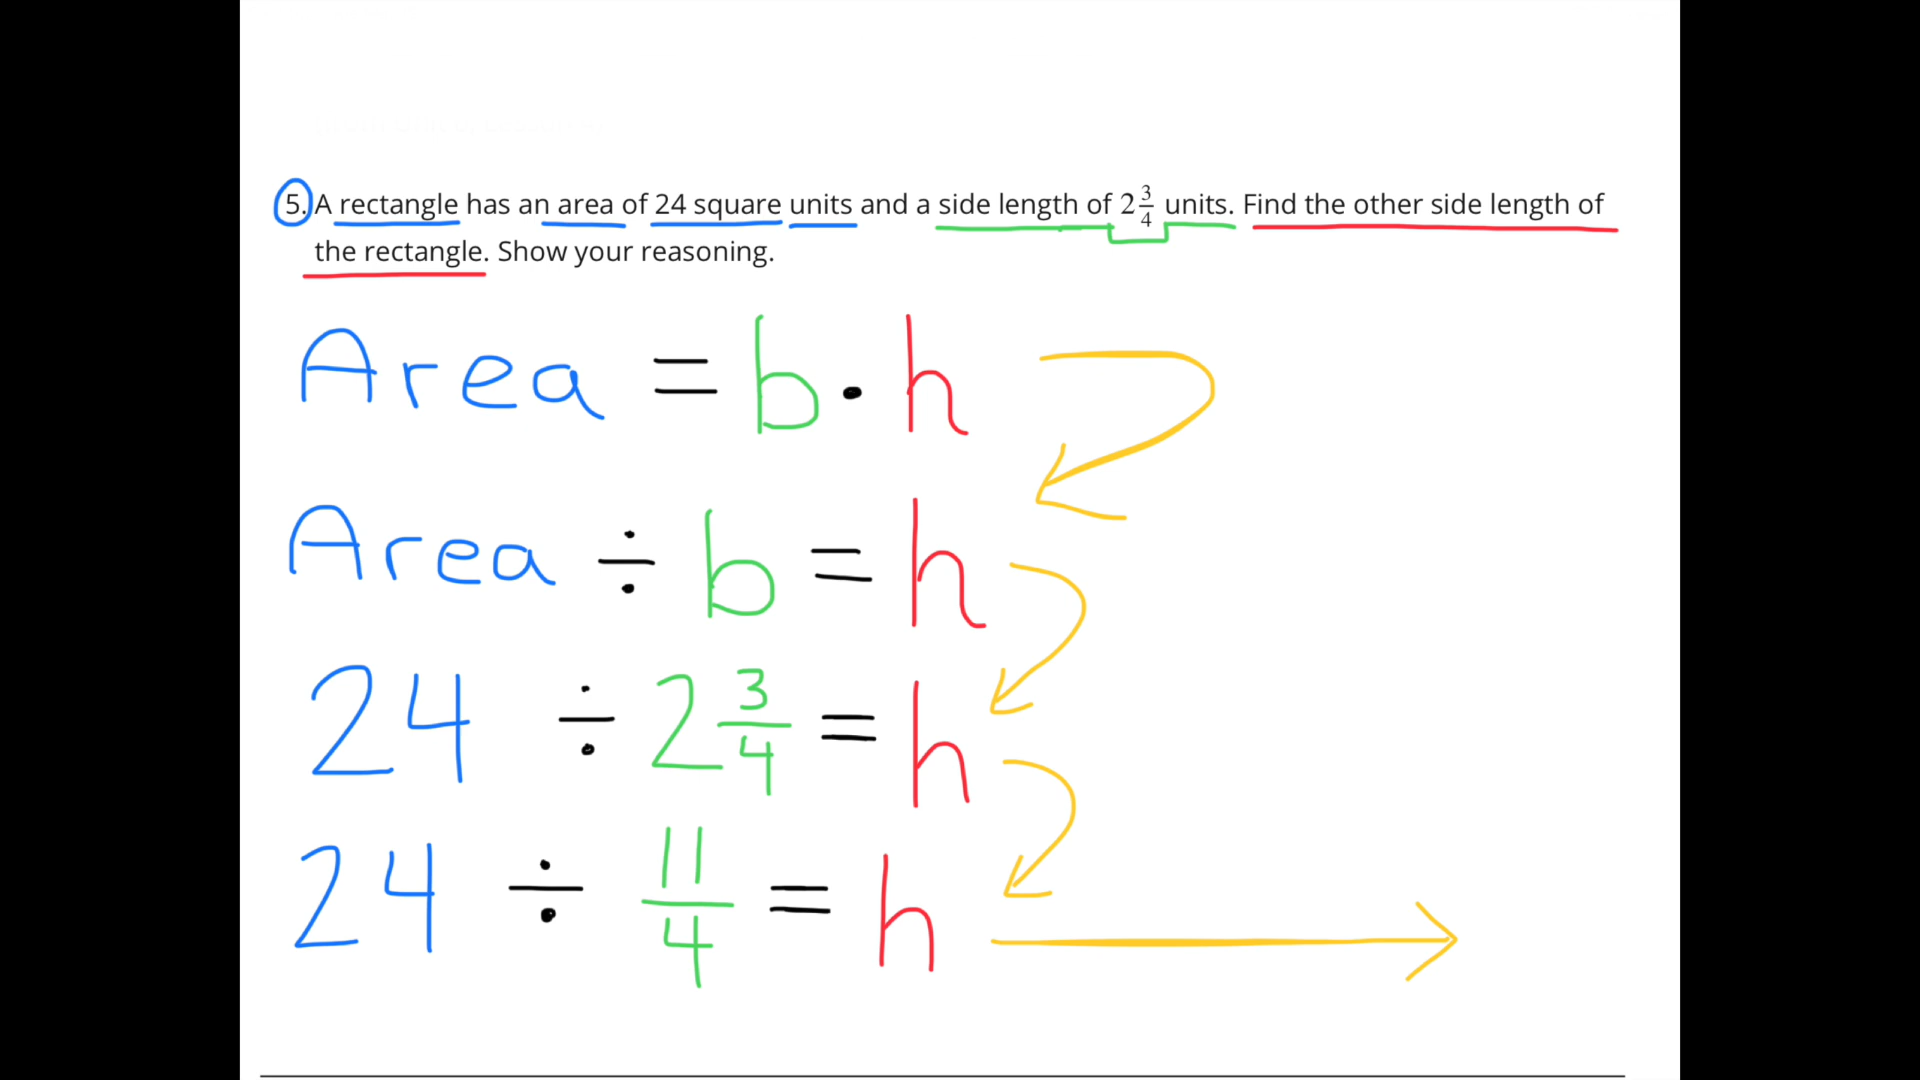 5. A rectangle has an area of 24 square units and a side length of 2 3/4 units. Find the other side length of
the rectangle. Show your reasoning.
Area = b · h
Area ÷ b = h
24 ÷ 2 3/4 = h
24 ÷ 11/4 = h